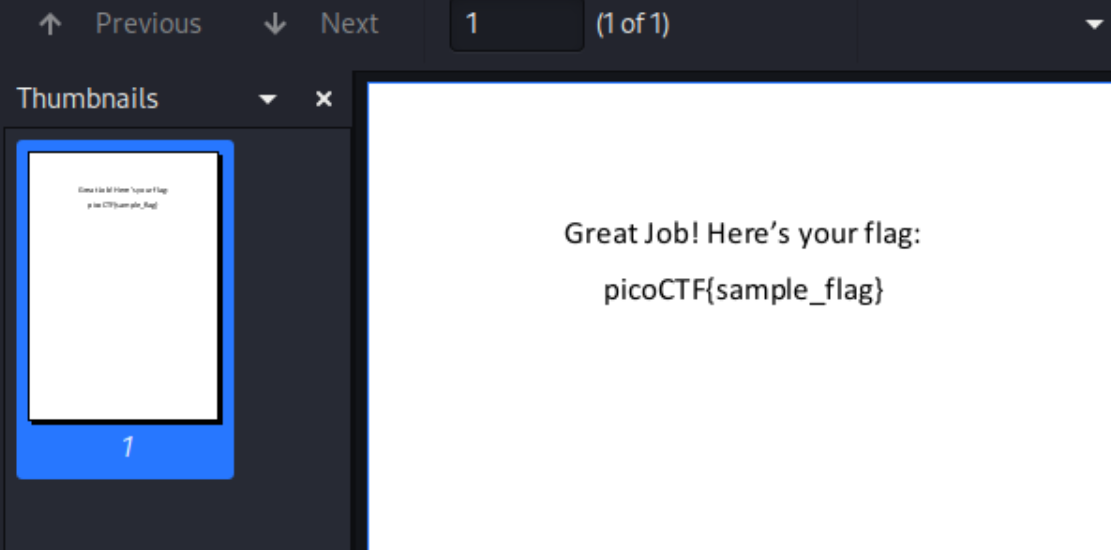 Previous
Next
1
(1 of 1)
Thumbnails
Great Job! Here's your flag:
picoCTF{sample_flag}
1
Great Job! Here’s your flag:
picoCTF{sample_flag}